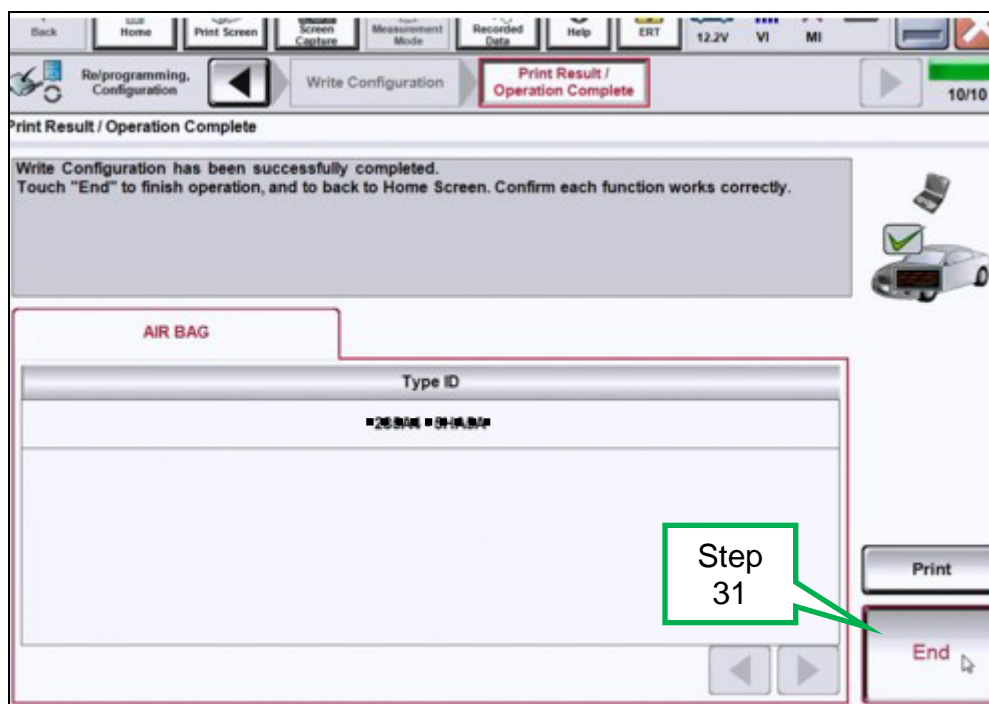 Back
Home
Print Screen
Screen Capture
Measurement Mode
Recorded Data
Help
ERT
12.2V
VI
MI
Re/programming, Configuration
Write Configuration
Print Result / Operation Complete
10/10
Print Result / Operation Complete
Write Configuration has been successfully completed.
Touch "End" to finish operation, and to back to Home Screen. Confirm each function works correctly.
AIR BAG
Type ID
Step
31
Print
End